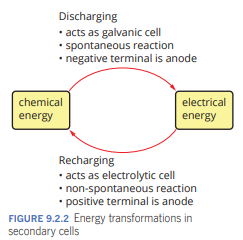 Discharging
• acts as galvanic cell
• spontaneous reaction
• negative terminal is anode
chemical
energy
electrical
energy
Recharging
• acts as electrolytic cell
• non-spontaneous reaction
• positive terminal is anode
FIGURE 9.2.2 Energy transformations in
secondary cells